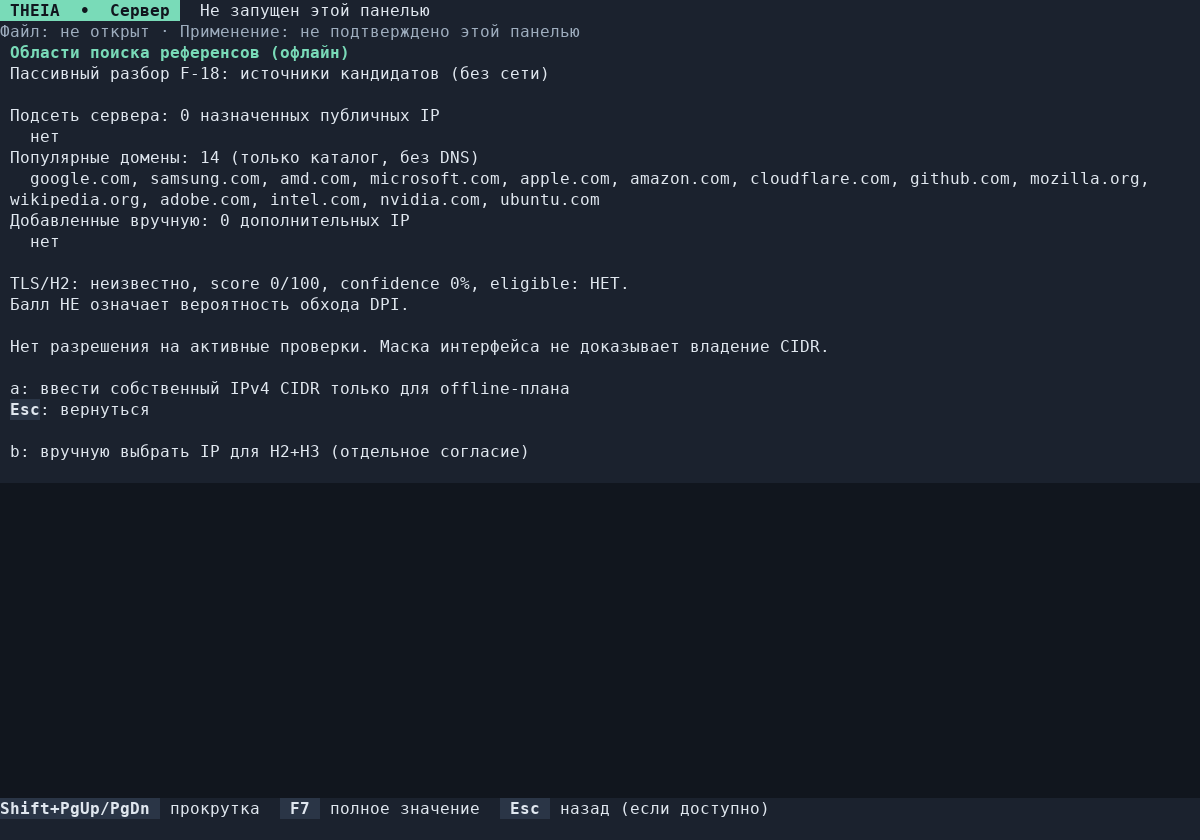 THEIA • Сервер Не запущен этой панелью
Файл: не открыт · Применение: не подтверждено этой панелью
Области поиска референсов (офлайн)
Пассивный разбор F-18: источники кандидатов (без сети)
Подсеть сервера: 0 назначенных публичных IP
нет
Популярные домены: 14 (только каталог, без DNS)
google.com, samsung.com, amd.com, microsoft.com, apple.com, amazon.com, cloudflare.com, github.com, mozilla.org,
wikipedia.org, adobe.com, intel.com, nvidia.com, ubuntu.com
Добавленные вручную: 0 дополнительных IP
нет
TLS/H2: неизвестно, score 0/100, confidence 0%, eligible: НЕТ.
Балл НЕ означает вероятность обхода DPI.
Нет разрешения на активные проверки. Маска интерфейса не доказывает владение CIDR.
a: ввести собственный IPv4 CIDR только для offline-плана
Esc: вернуться
b: вручную выбрать IP для H2+H3 (отдельное согласие)
Shift+PgUp/PgDn прокрутка F7 полное значение Esc назад (если доступно)